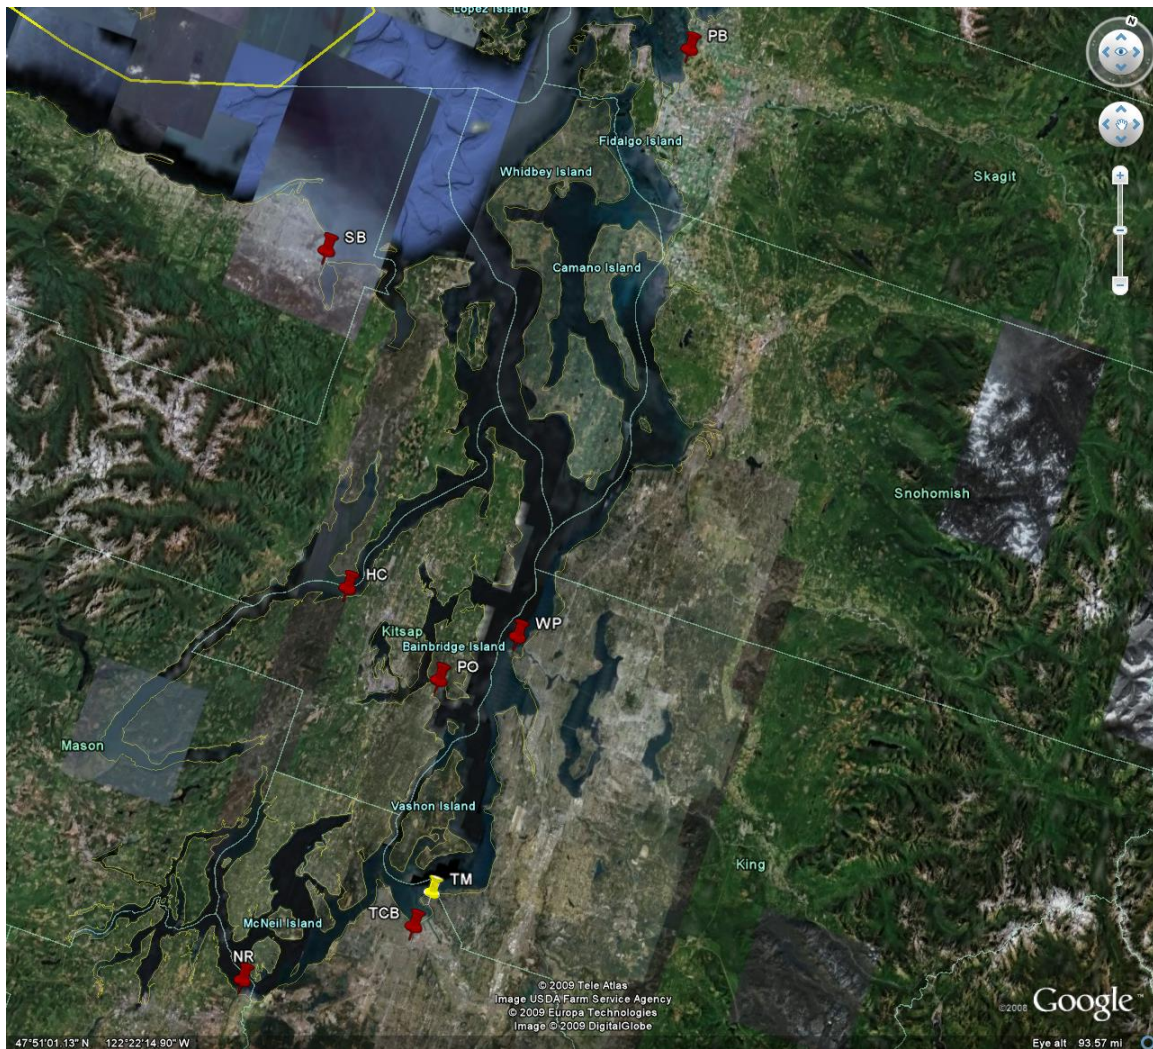 Lopez Island
N
PB
Fidalgo Island
Whidbey Island
Skagit
SB
Camano Island
Snohomish
HC
WP
Kitsap
Bainbridge Island
PO
Mason
Vashon Island
King
TM
TCB
McNeil Island
NR
© 2009 Tele Atlas
Image USDA Farm Service Agency
© 2009 Europa Technologies
Image © 2009 DigitalGlobe
©2008 Google™
47°51'01.13" N 122°22'14.90" W
Eye alt 93.57 mi